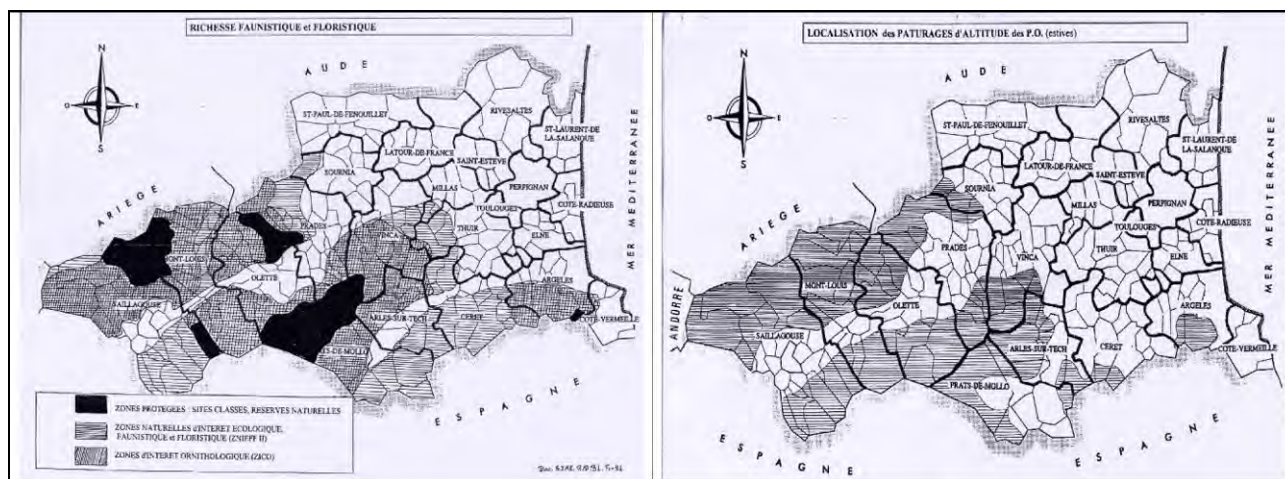 RICHESSE FAUNISTIQUE et FLORISTIQUE
N
O
E
S
AUDE
ARIÈGE
MER MEDITERRANEE
ESPAGNE
ST-PAUL-DE-FENOUILLET
RIVESALTES
ST-LAURENT-DE
LA-SALANQUE
LATOUR-DE-FRANCE
SAINT-ESTEVE
SOURNIA
MILLAS
PERPIGNAN
TOULOUGES
COTE-RADIEUSE
PRADES
VINCA
THUIR
ELNE
MONT-LOUIS
OLETTE
ARGELES
SAILLAGOUSE
ARLES-SUR-TECH
CERET
COTE-VERMEILLE
TS-DE-MOLLO
ZONES PROTEGEES : SITES CLASSES, RESERVES NATURELLES
ZONES NATURELLES d'INTERET ECOLOGIQUE,
FAUNISTIQUE et FLORISTIQUE (ZNIEFF II)
ZONES d'INTERET ORNITHOLOGIQUE (ZICO)
LOCALISATION des PATURAGES d'ALTITUDE des P.O. (estives)
N
O
E
S
AUDE
ARIÈGE
ANDORRE
MER MEDITERRANEE
ESPAGNE
ESPAGNE
ST-PAUL-DE-FENOUILLET
RIVESALTES
ST-LAURENT-DE
LA-SALANQUE
LATOUR-DE-FRANCE
SAINT-ESTEVE
SOURNIA
MILLAS
PERPIGNAN
TOULOUGES
COTE-RADIEUSE
PRADES
VINCA
THUIR
ELNE
MONT-LOUIS
OLETTE
ARGELES
SAILLAGOUSE
ARLES-SUR-TECH
CERET
COTE-VERMEILLE
PRATS-DE-MOLLO